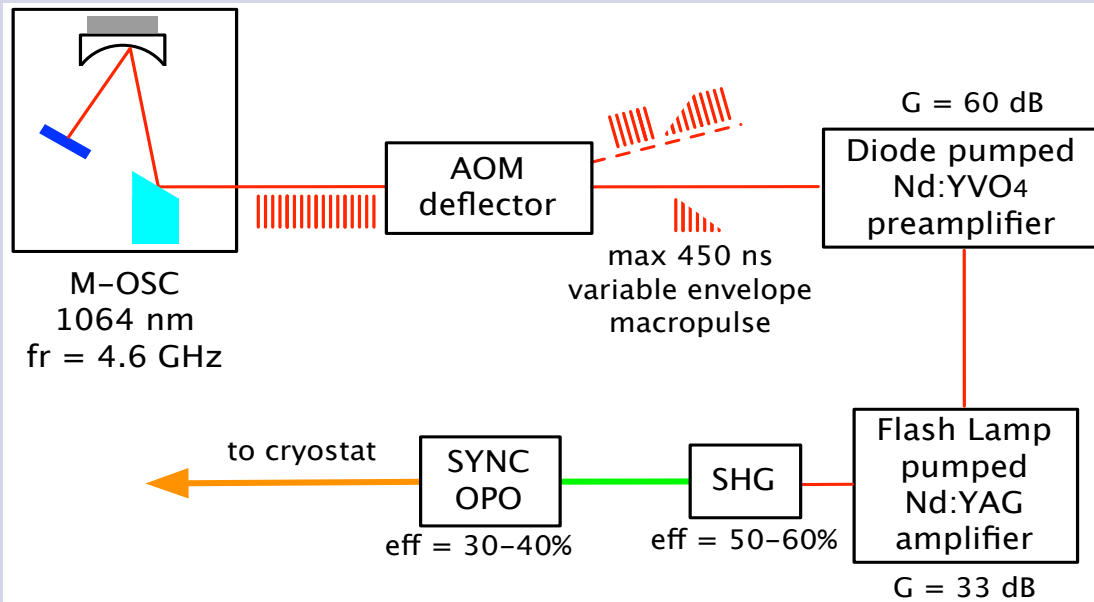 G = 60 dB
AOM
deflector
Diode pumped
Nd:YVO4
preamplifier
M-OSC
1064 nm
fr = 4.6 GHz
max 450 ns
variable envelope
macropulse
to cryostat
SYNC
OPO
eff = 30-40%
SHG
eff = 50-60%
Flash Lamp
pumped
Nd:YAG
amplifier
G = 33 dB